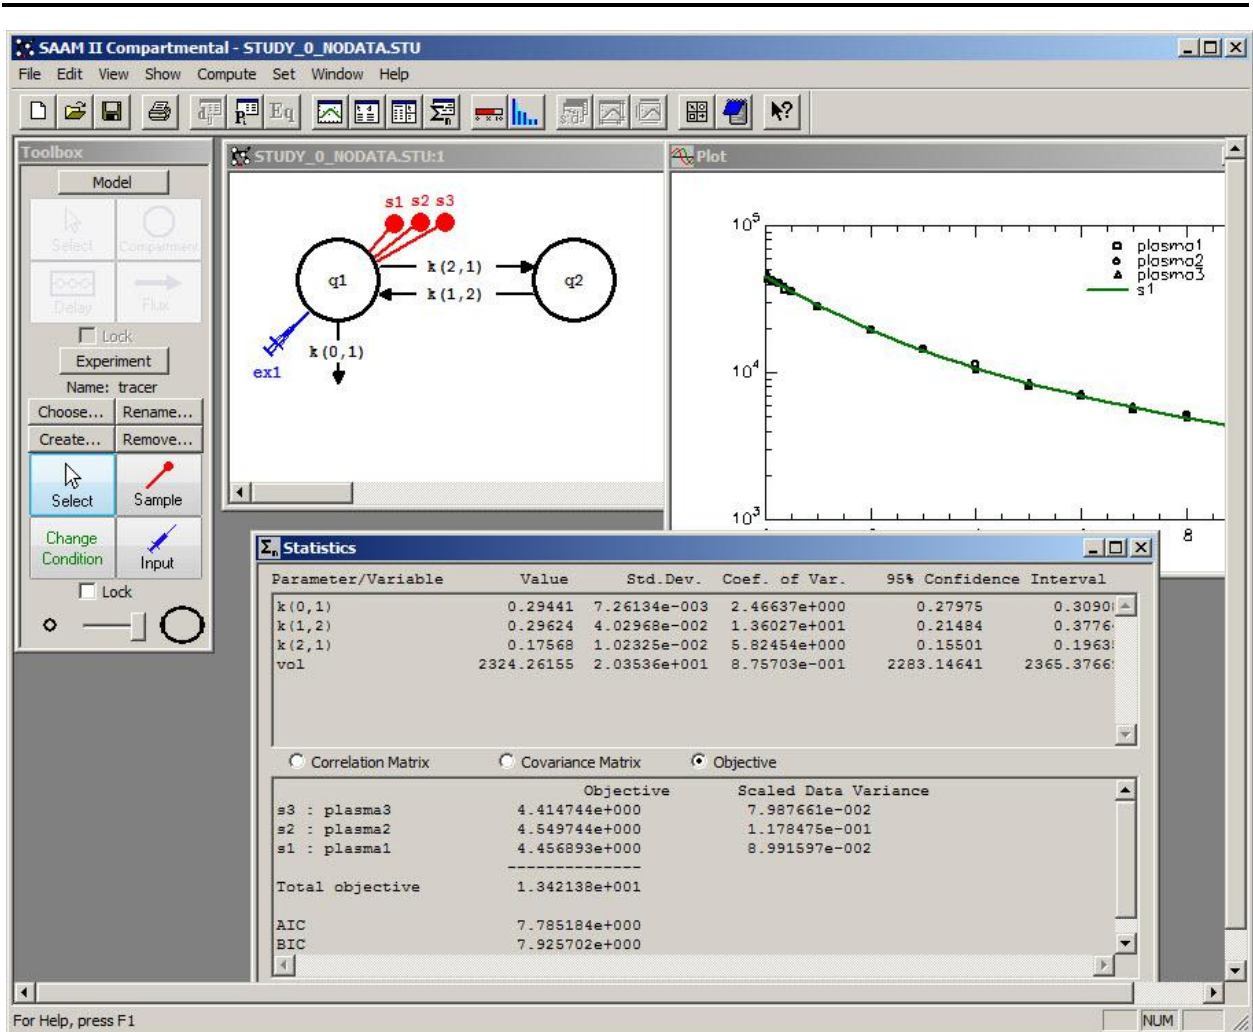 SAAM II Compartmental - STUDY_0_NODATA.STU
File Edit View Show Compute Set Window Help
Eq
Toolbox
Model
Select Compartment
Delay Flux
Lock
Experiment
Name: tracer
Choose... Rename...
Create... Remove...
Select Sample
Change Condition Input
Lock
STUDY_0_NODATA.STU:1
s1 s2 s3
q1 k(2,1) q2
k(1,2)
k(0,1)
ex1
Plot
10^5
plasma1
plasma2
plasma3
s1
10^4
10^3
8
Statistics
Parameter/Variable Value Std.Dev. Coef. of Var. 95% Confidence Interval
k(0,1) 0.29441 7.26134e-003 2.46637e+000 0.27975
k(1,2) 0.29624 4.02968e-002 1.36027e+001 0.21484 0.3776
k(2,1) 0.17568 1.02325e-002 5.82454e+000 0.15501 0.1963
vol 2324.26155 2.03536e+001 8.75703e-001 2283.14641 2365.3766
Correlation Matrix Covariance Matrix Objective
Objective Scaled Data Variance
s3 : plasma3 4.414744e+000 7.987661e-002
s2 : plasma2 4.549744e+000 1.178475e-001
s1 : plasma1 4.456893e+000 8.991597e-002
--------------
Total objective 1.342138e+001
AIC 7.785184e+000
BIC 7.925702e+000
For Help, press F1 NUM